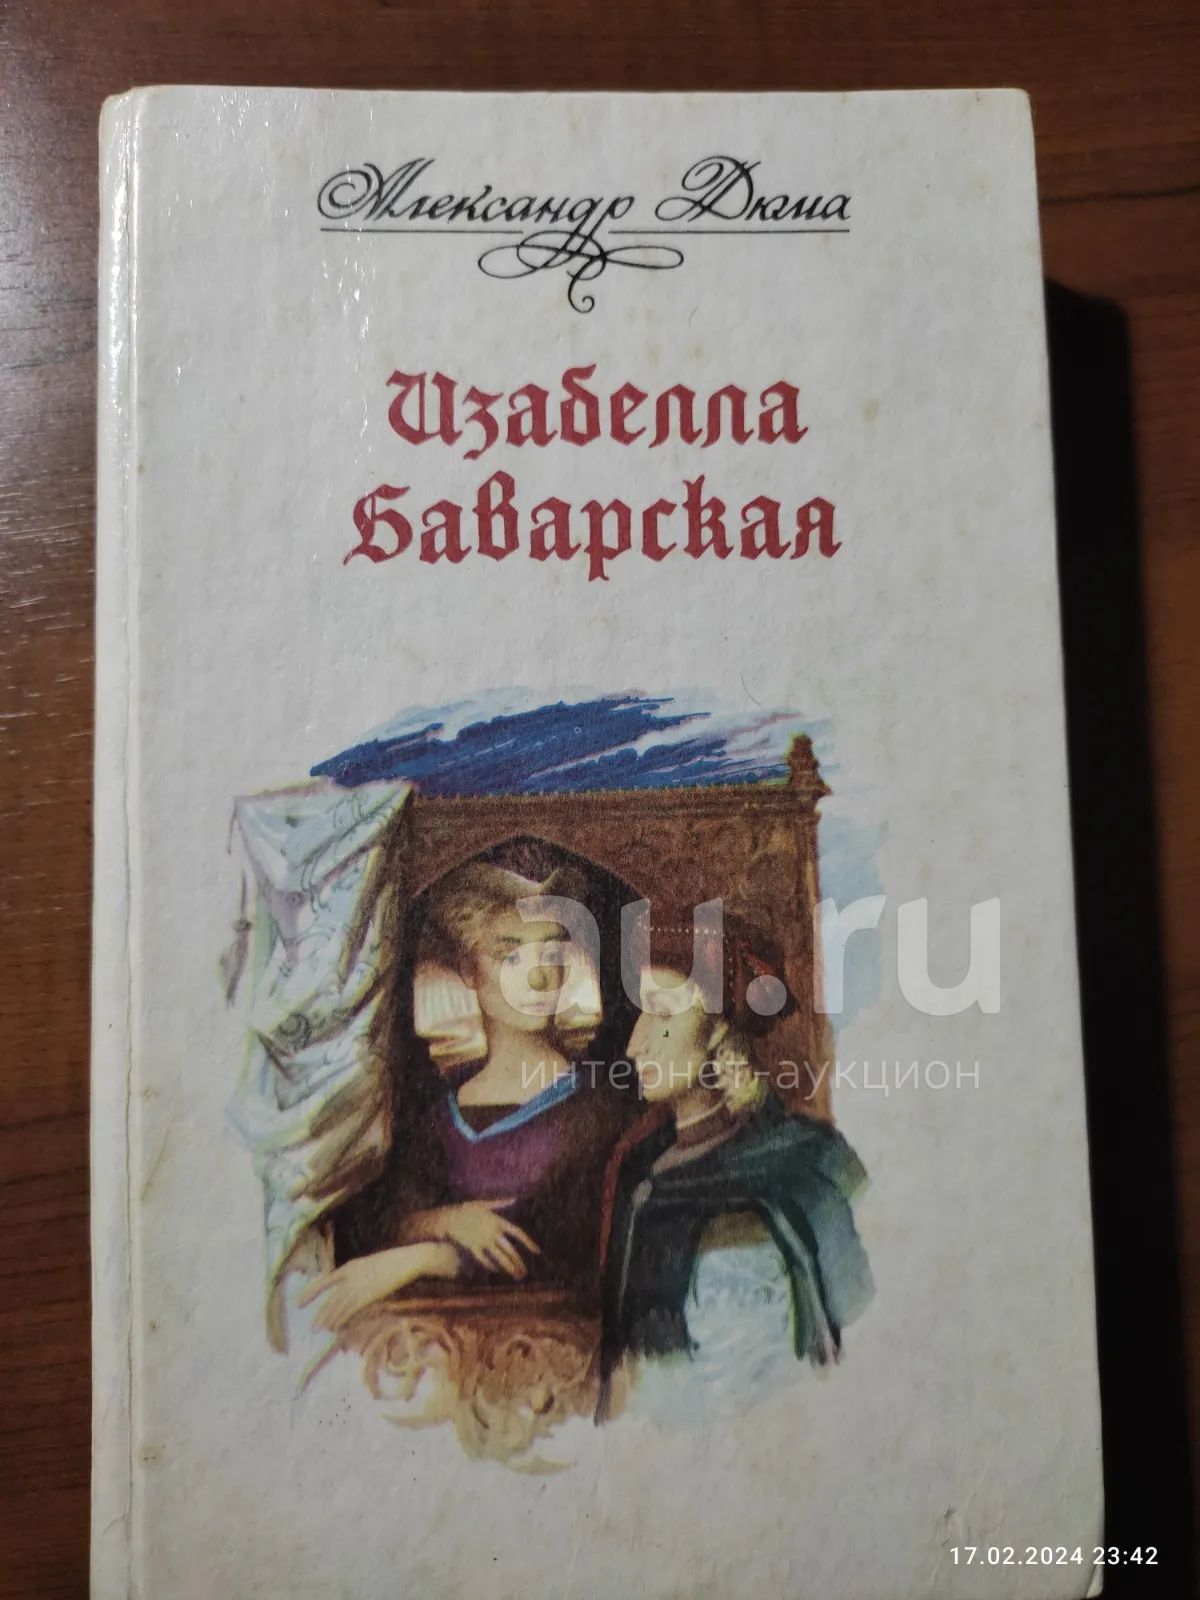 Александр Дюма
Изабелла
Баварская
au.ru
интернет-аукцион
17.02.2024 23:42